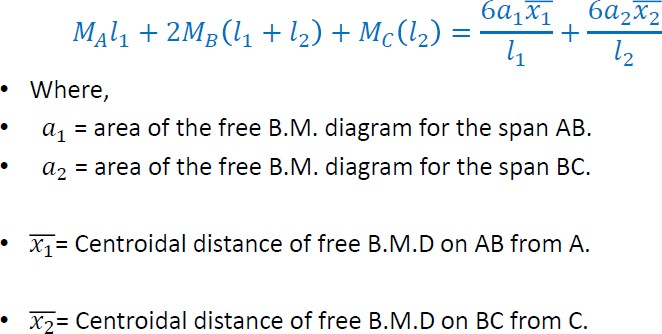 $M_A l_1 + 2M_B(l_1 + l_2) + M_C(l_2) = \frac{6a_1\overline{x_1}}{l_1} + \frac{6a_2\overline{x_2}}{l_2}$
• Where,
• $a_1$ = area of the free B.M. diagram for the span AB.
• $a_2$ = area of the free B.M. diagram for the span BC.
• $\overline{x_1}$= Centroidal distance of free B.M.D on AB from A.
• $\overline{x_2}$= Centroidal distance of free B.M.D on BC from C.